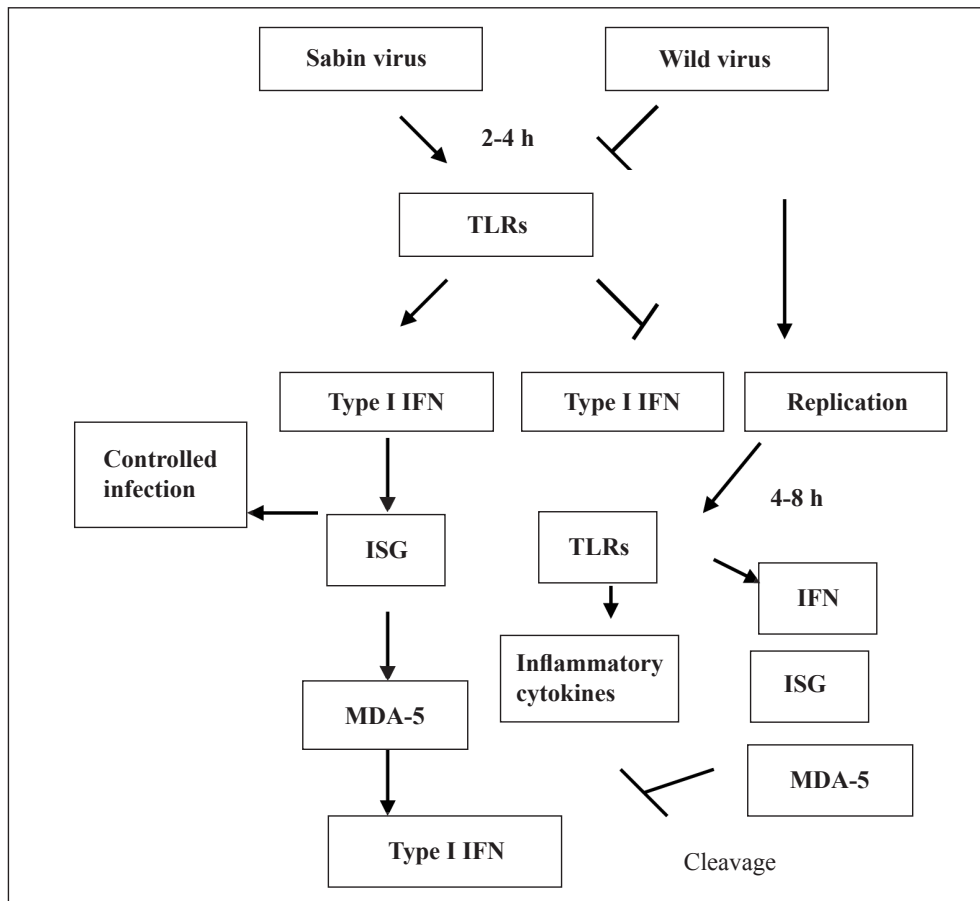 Sabin virus
Wild virus
2-4 h
TLRs
Type I IFN
Type I IFN
Replication
Controlled
infection
4-8 h
ISG
TLRs
IFN
Inflammatory
cytokines
ISG
MDA-5
MDA-5
Type I IFN
Cleavage